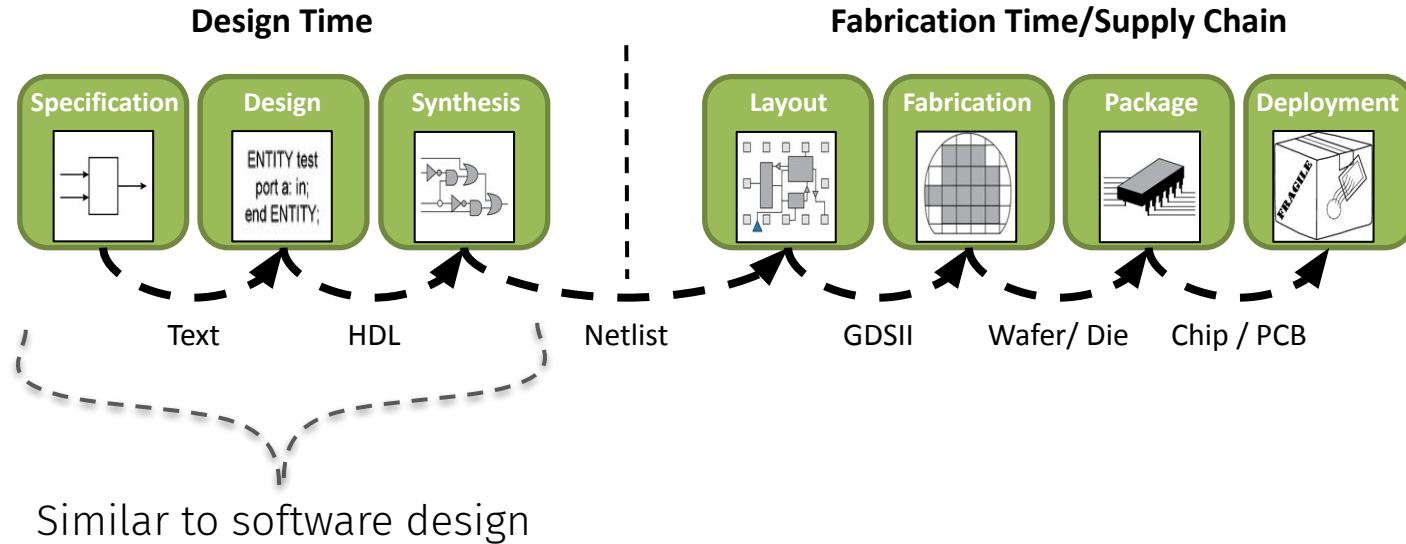 Design Time
Fabrication Time/Supply Chain
Specification
Design
Synthesis
Layout
Fabrication
Package
Deployment
ENTITY test
port a: in;
end ENTITY;
FRAGILE
Text
HDL
Netlist
GDSII
Wafer/ Die
Chip / PCB
Similar to software design